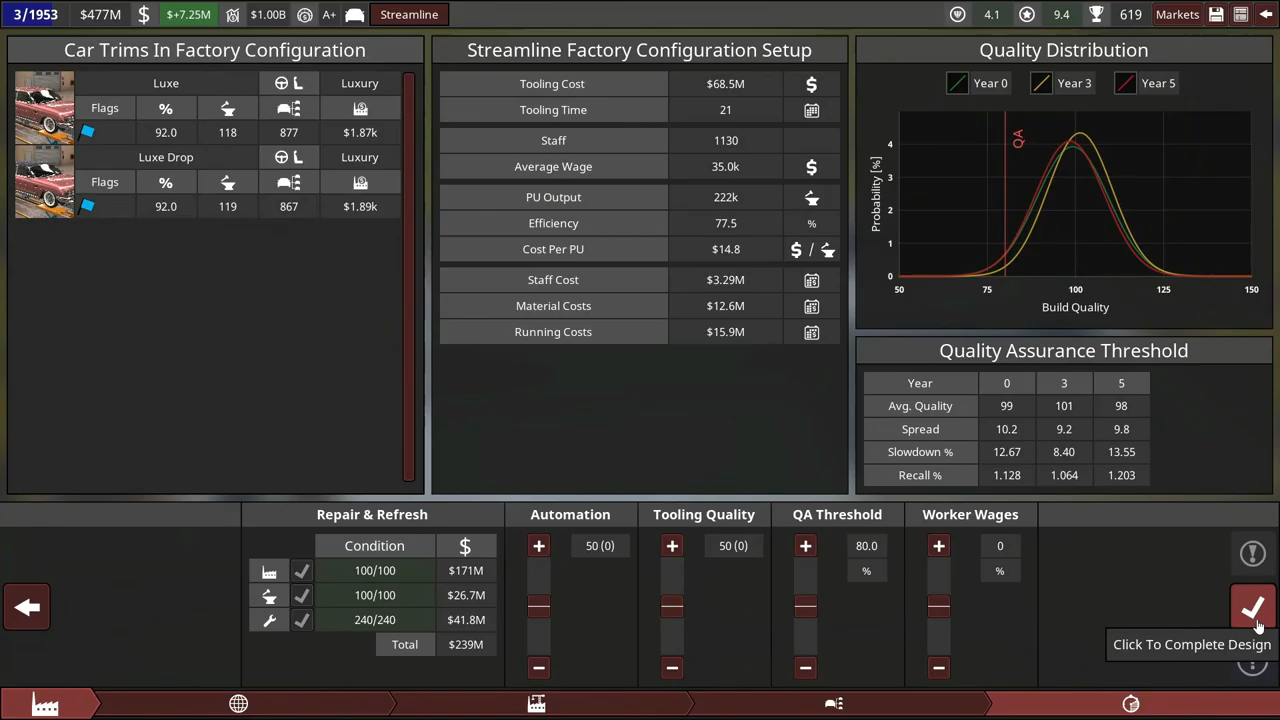 3/1953 $477M $+7.25M $1.00B A+ Streamline 4.1 9.4 619 Markets
Car Trims In Factory Configuration
Luxe Luxury
Flags %
92.0 118 877 $1.87k
Luxe Drop Luxury
Flags %
92.0 119 867 $1.89k
Streamline Factory Configuration Setup
Tooling Cost $68.5M $
Tooling Time 21
Staff 1130
Average Wage 35.0k $
PU Output 222k
Efficiency 77.5 %
Cost Per PU $14.8 $ /
Staff Cost $3.29M
Material Costs $12.6M
Running Costs $15.9M
Quality Distribution
Year 0 Year 3 Year 5
Probability [%]
4
3
2
1
0
QA
50 75 100 125 150
Build Quality
Quality Assurance Threshold
Year 0 3 5
Avg. Quality 99 101 98
Spread 10.2 9.2 9.8
Slowdown % 12.67 8.40 13.55
Recall % 1.128 1.064 1.203
Repair & Refresh
Condition $
100/100 $171M
100/100 $26.7M
240/240 $41.8M
Total $239M
Automation
50 (0)
Tooling Quality
50 (0)
QA Threshold
80.0
%
Worker Wages
0
%
Click To Complete Design